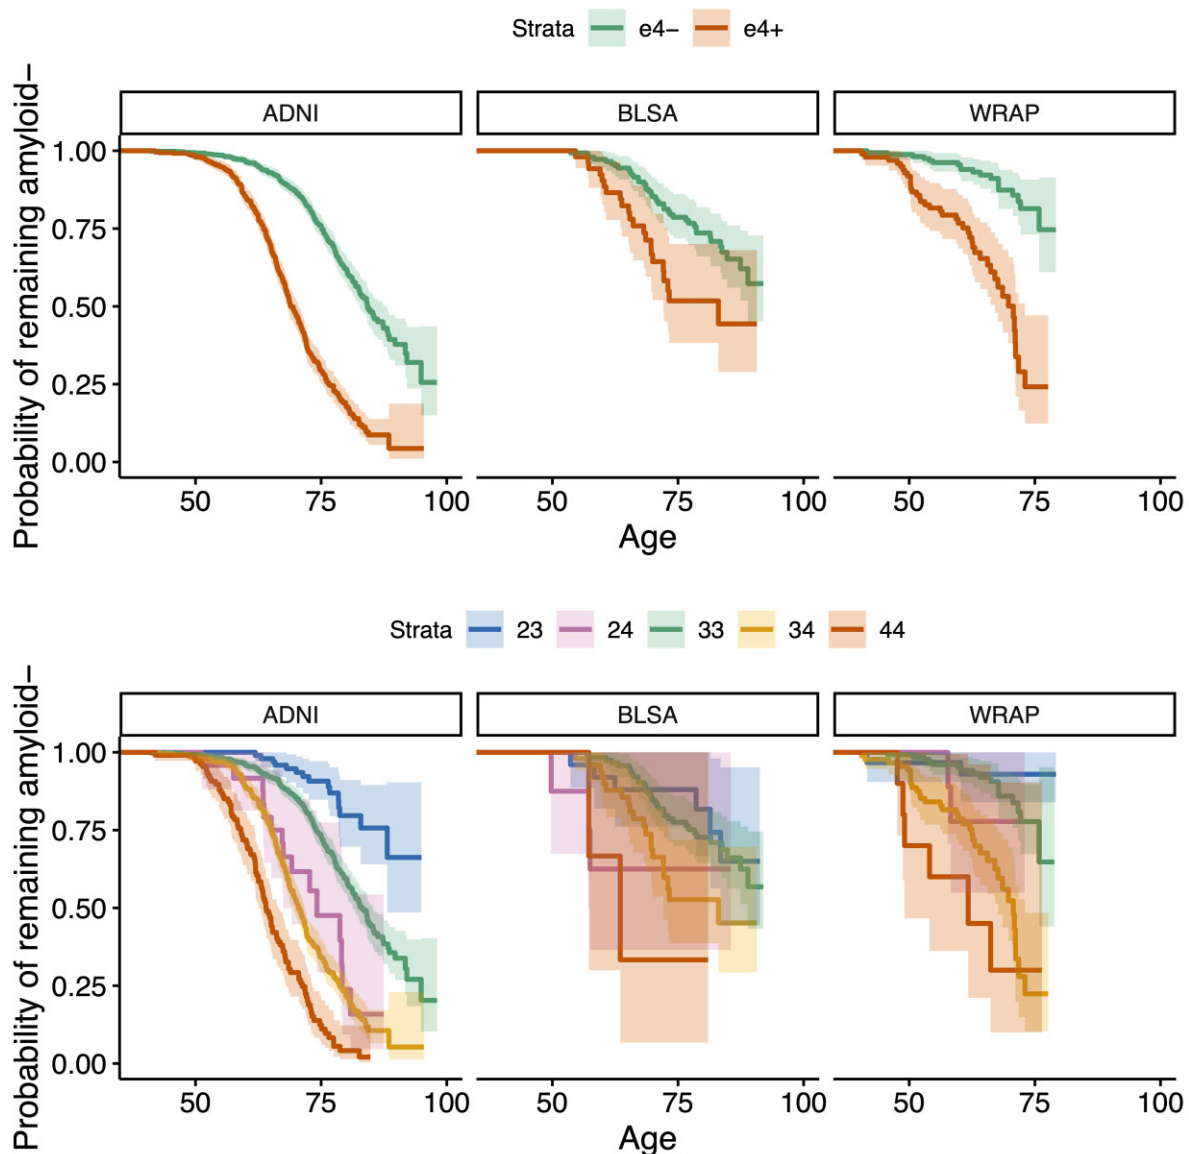 Strata e4− e4+
Probability of remaining amyloid−
ADNI BLSA WRAP
1.00
0.75
0.50
0.25
0.00
50 75 100 50 75 100 50 75 100
Age
Strata 23 24 33 34 44
Probability of remaining amyloid−
ADNI BLSA WRAP
1.00
0.75
0.50
0.25
0.00
50 75 100 50 75 100 50 75 100
Age